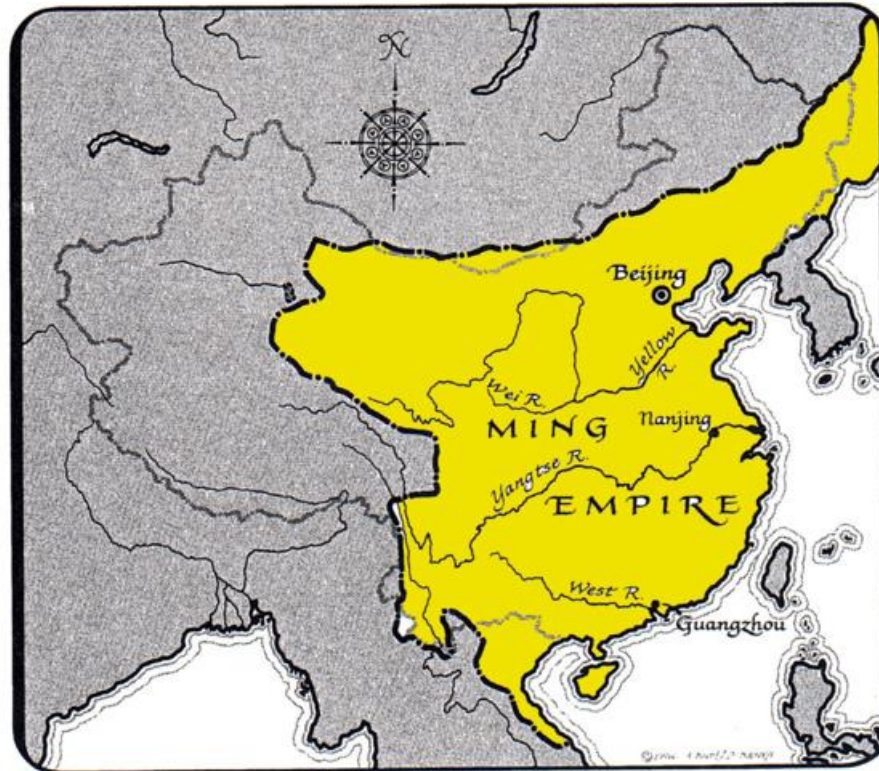 N
Beijing
Yellow R.
Wei R.
MING
Nanjing
Yangtse R.
EMPIRE
West R.
Guangzhou